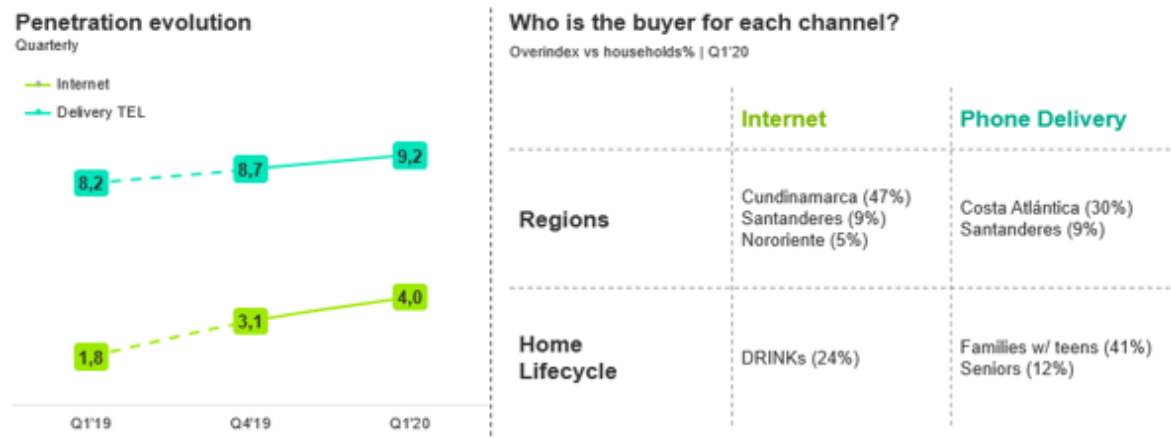 Penetration evolution
Quarterly
Internet
Delivery TEL
8,2
8,7
9,2
1,8
3,1
4,0
Q1'19
Q4'19
Q1'20
Who is the buyer for each channel?
Overindex vs households% | Q1'20
Internet
Phone Delivery
Regions
Cundinamarca (47%)
Santanderes (9%)
Nororiente (5%)
Costa Atlántica (30%)
Santanderes (9%)
Home
Lifecycle
DRINKs (24%)
Families w/ teens (41%)
Seniors (12%)